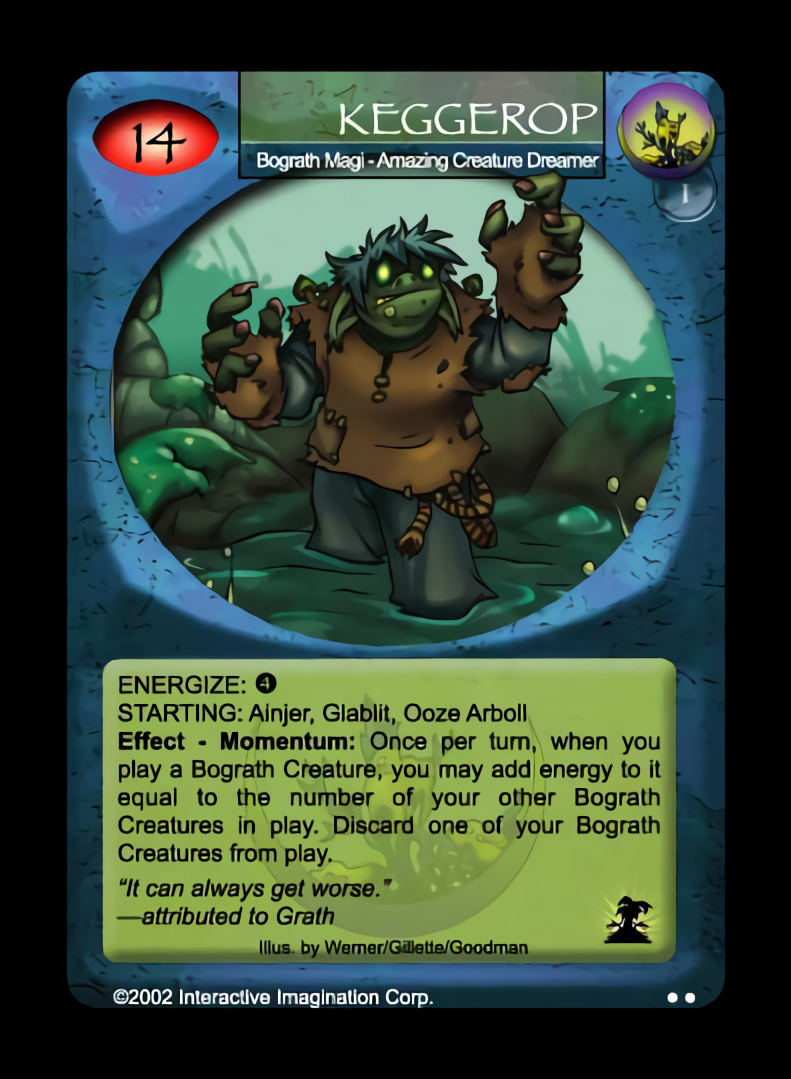 14
KEGGEROP
Bograth Magi - Amazing Creature Dreamer
1
ENERGIZE: 4
STARTING: Ainjer, Glablit, Ooze Arboll
Effect - Momentum: Once per turn, when you
play a Bograth Creature, you may add energy to it
equal to the number of your other Bograth
Creatures in play. Discard one of your Bograth
Creatures from play.
"It can always get worse."
—attributed to Grath
Illus. by Werner/Gillette/Goodman
©2002 Interactive Imagination Corp.